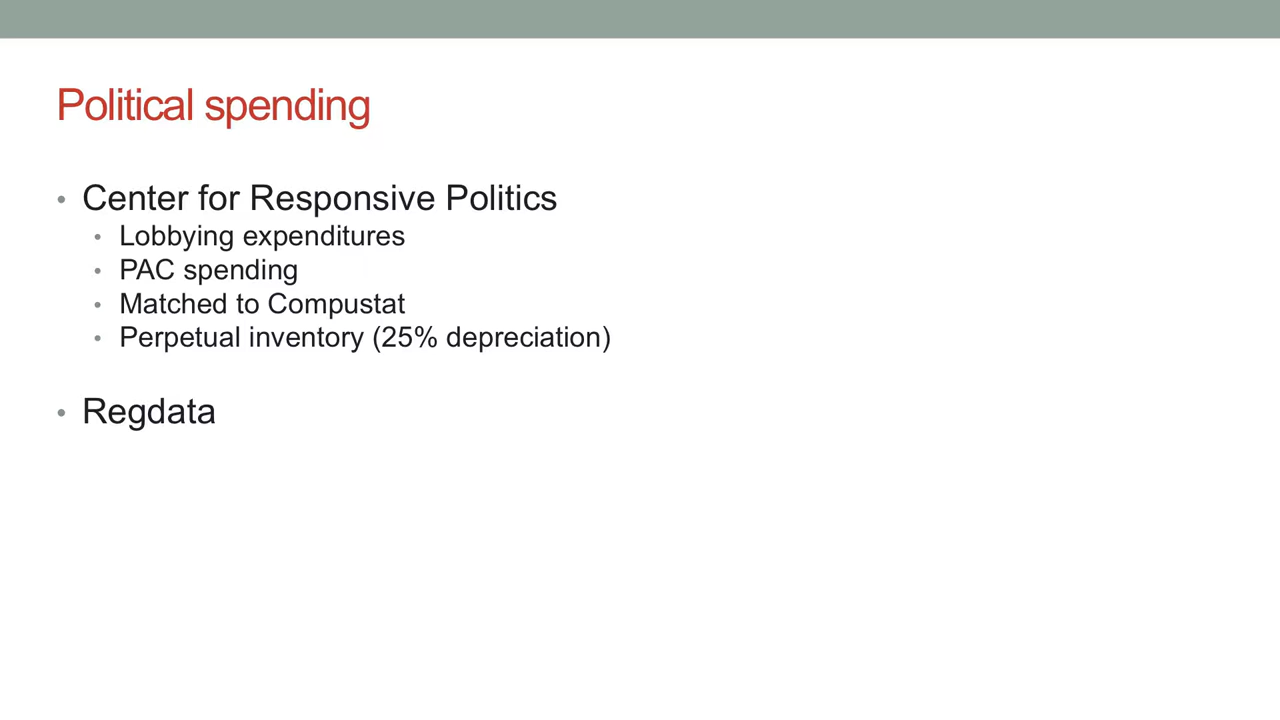 Political spending
• Center for Responsive Politics
• Lobbying expenditures
• PAC spending
• Matched to Compustat
• Perpetual inventory (25% depreciation)
• Regdata